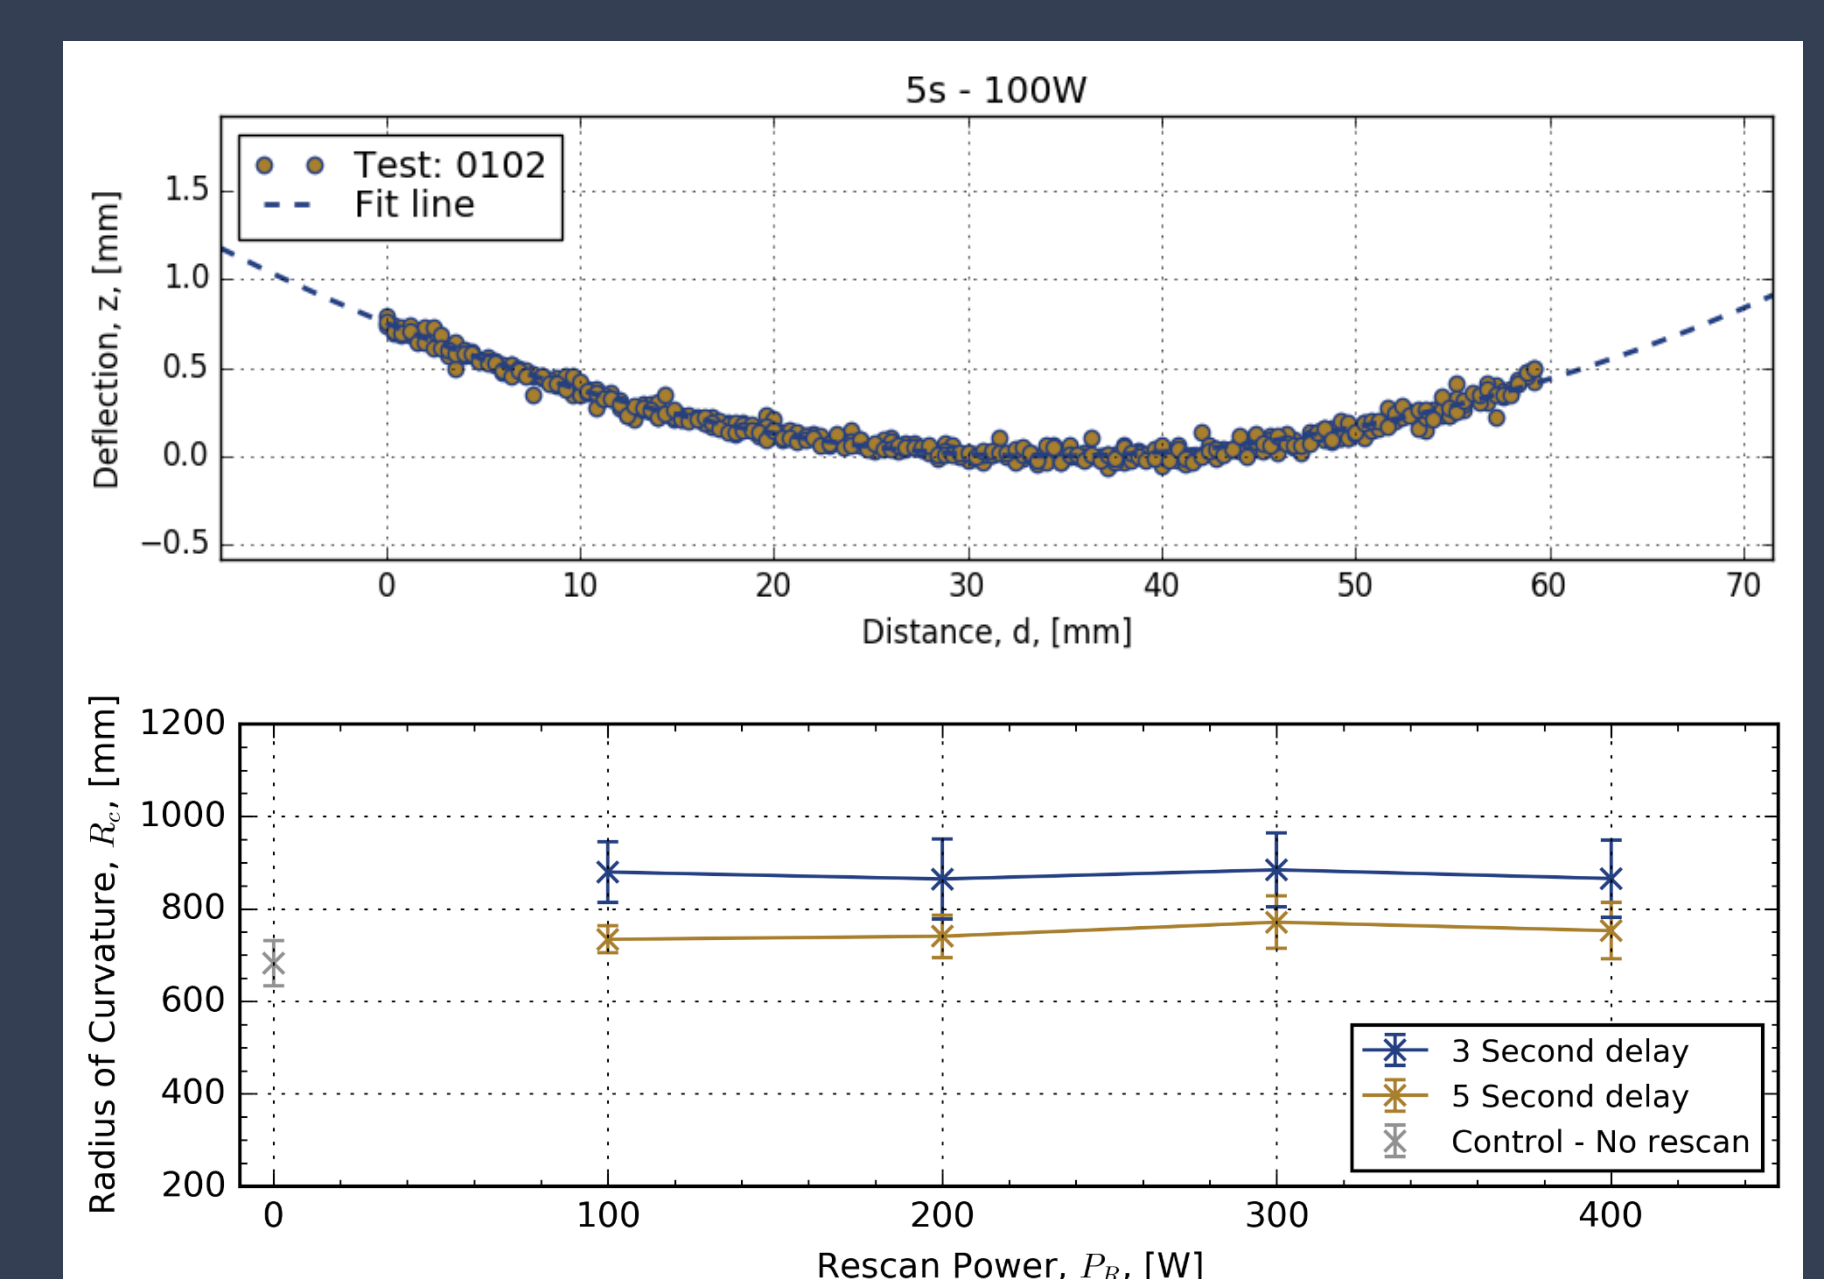 5s - 100W
Test: 0102
Fit line
Deflection, z, [mm]
1.5
1.0
0.5
0.0
−0.5
0 10 20 30 40 50 60 70
Distance, d, [mm]
Radius of Curvature, R_c, [mm]
1200
1000
800
600
400
200
3 Second delay
5 Second delay
Control - No rescan
0 100 200 300 400
Rescan Power, P_R, [W]